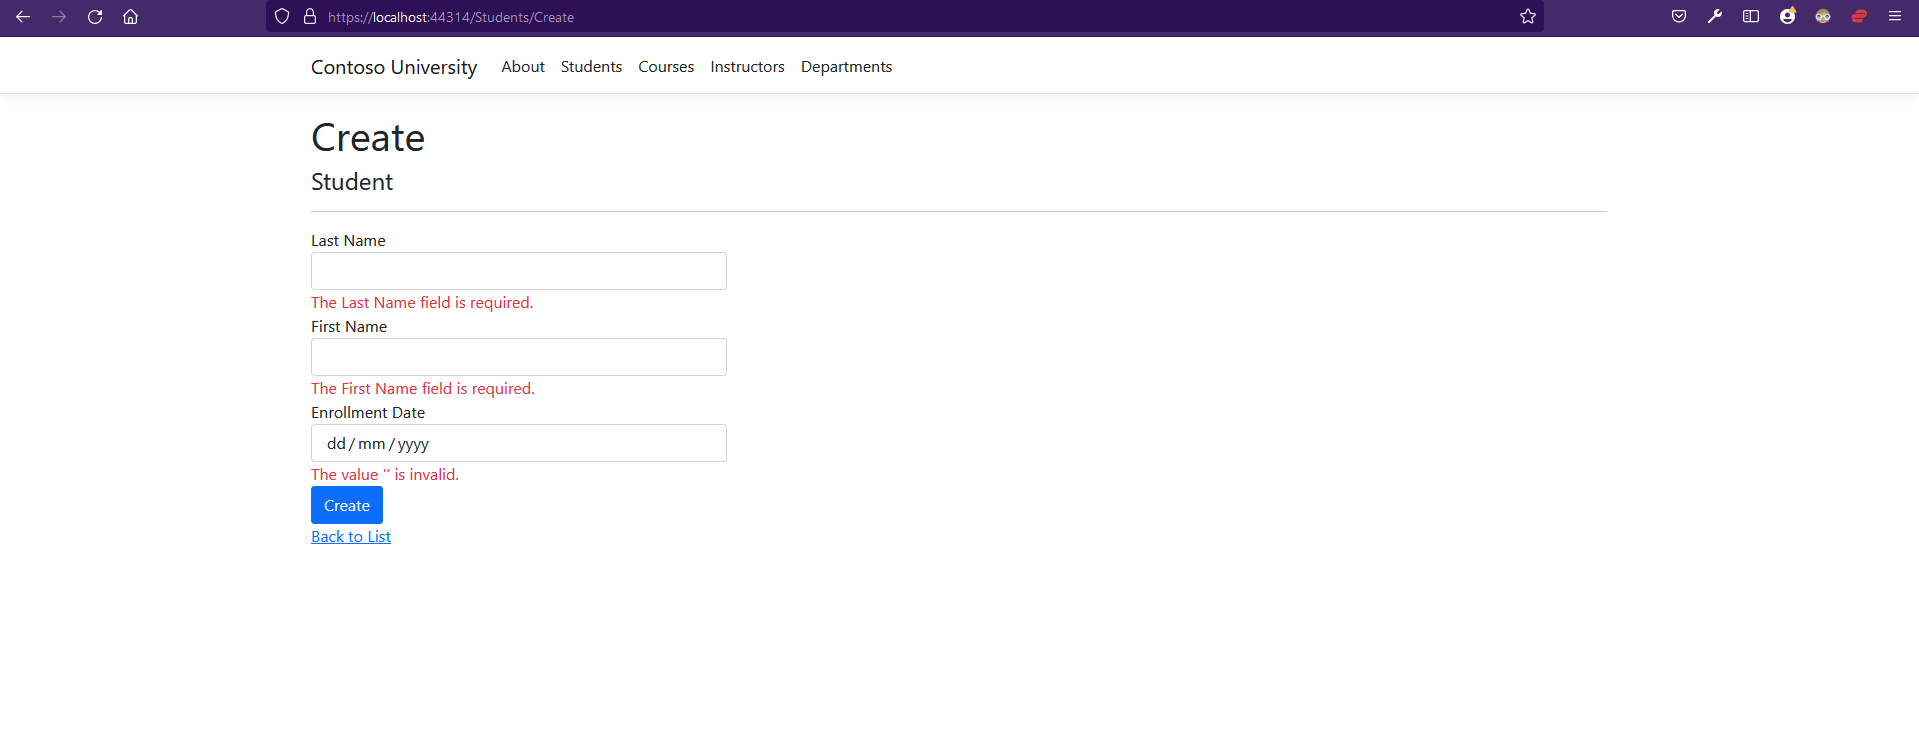 https://localhost:44314/Students/Create
Contoso University About Students Courses Instructors Departments
Create
Student
Last Name
The Last Name field is required.
First Name
The First Name field is required.
Enrollment Date
dd / mm / yyyy
The value '' is invalid.
Create
Back to List